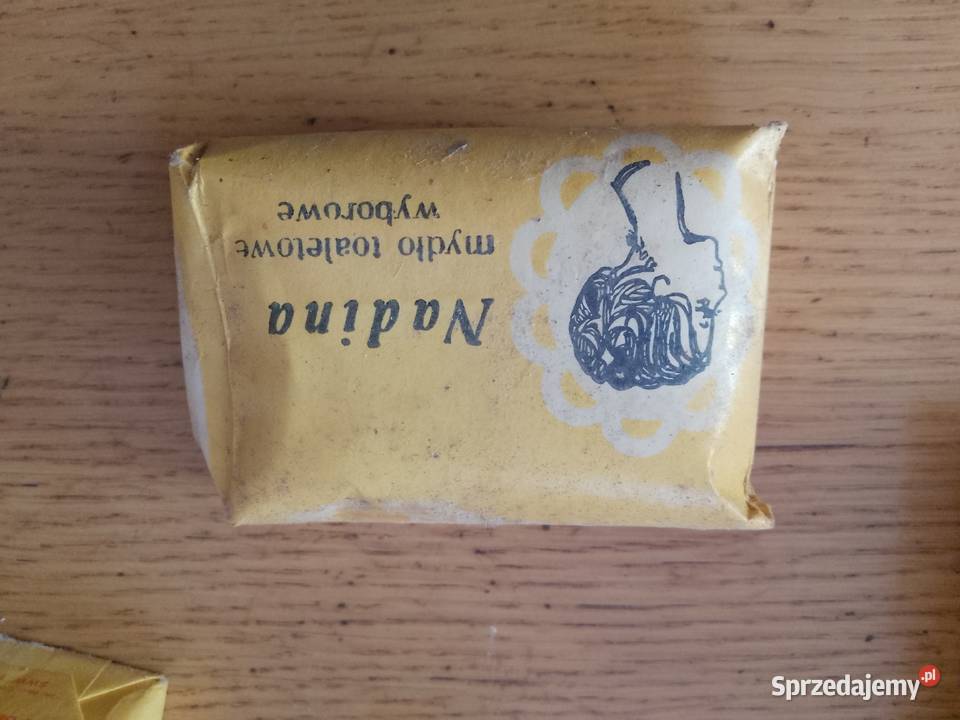 Nadina
mydło toaletowe
wyborowe
Sprzedajemy.pl